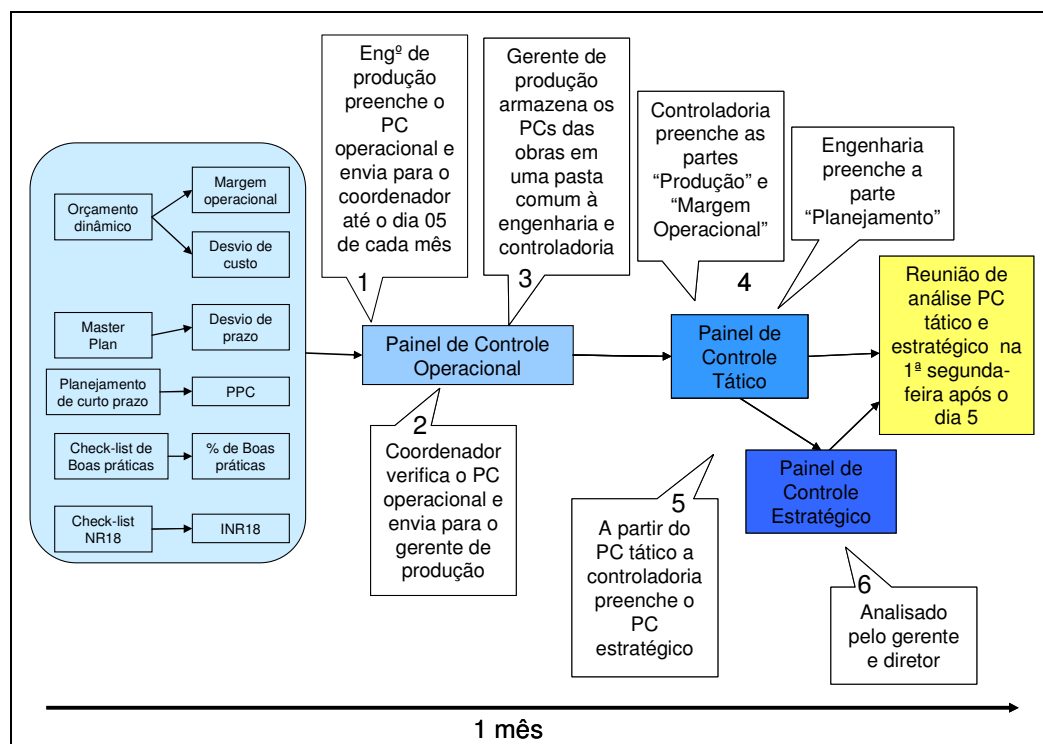 Orçamento
dinâmico
Margem
operacional
Desvio de
custo
Master
Plan
Desvio de
prazo
Planejamento
de curto prazo
PPC
Check-list de
Boas práticas
% de Boas
práticas
Check-list
NR18
INR18
Engº de
produção
preenche o
PC
operacional e
envia para o
coordenador
até o dia 05
de cada mês
1
Gerente de
produção
armazena os
PCs das
obras em
uma pasta
comum à
engenharia e
controladoria
3
Controladoria
preenche as
partes
“Produção” e
“Margem
Operacional”
4
Engenharia
preenche a
parte
“Planejamento”
Painel de Controle
Operacional
Painel de
Controle
Tático
Reunião de
análise PC
tático e
estratégico na
1ª segunda-
feira após o
dia 5
2
Coordenador
verifica o PC
operacional e
envia para o
gerente de
produção
Painel de
Controle
Estratégico
5
A partir do
PC tático a
controladoria
preenche o
PC
estratégico
6
Analisado
pelo gerente
e diretor
1 mês